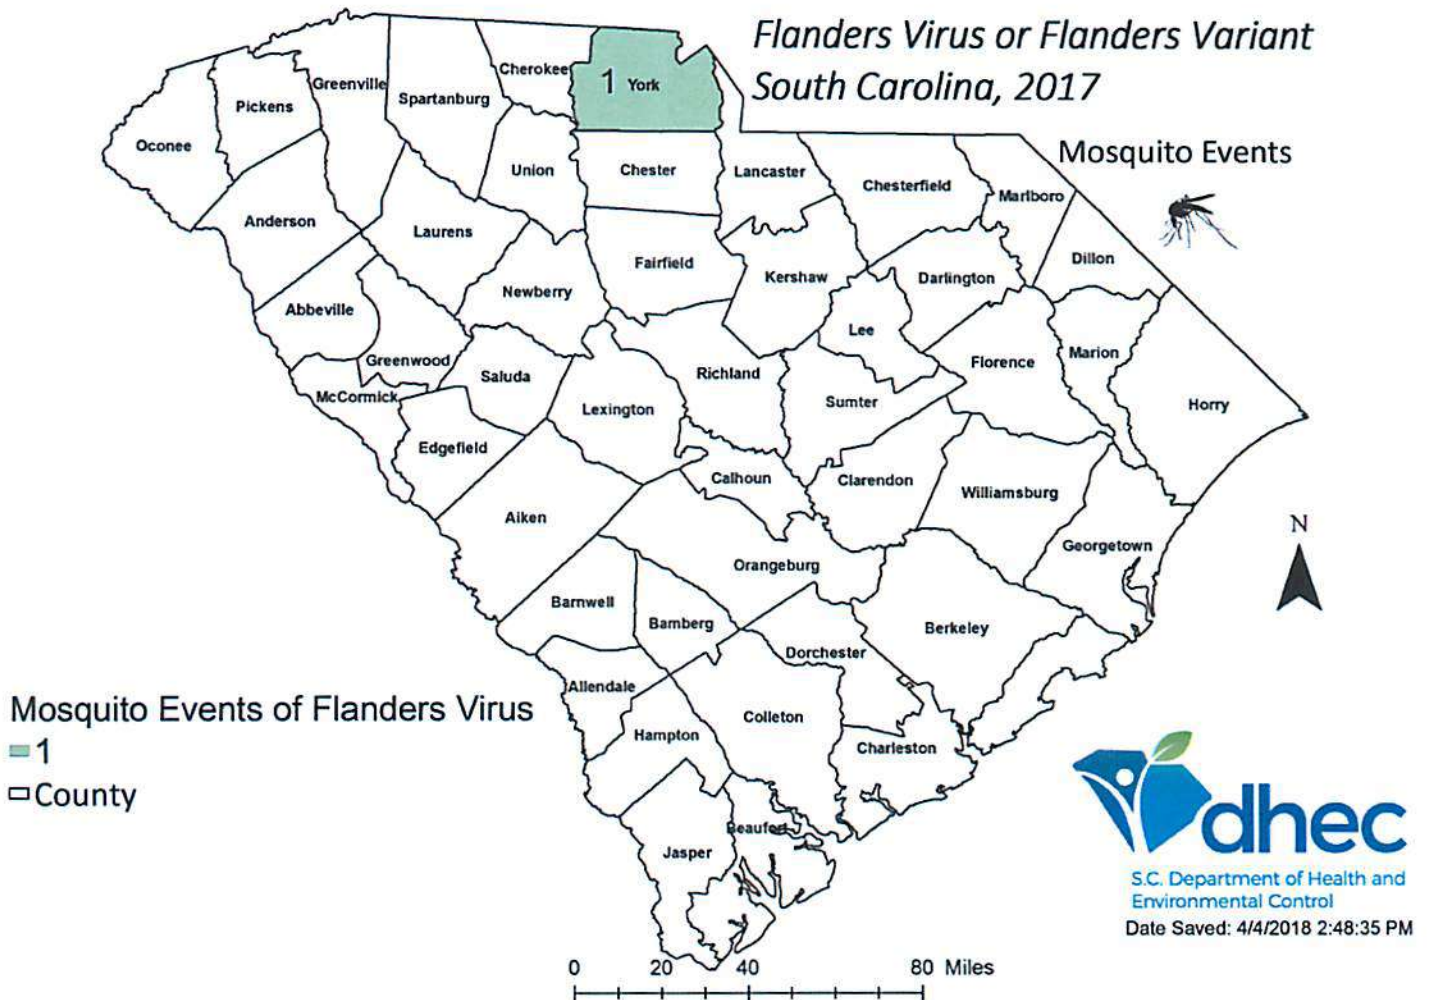 Flanders Virus or Flanders Variant
South Carolina, 2017
Mosquito Events
Cherokee
1 York
Greenville
Spartanburg
Pickens
Oconee
Union
Chester
Lancaster
Chesterfield
Marlboro
Anderson
Laurens
Fairfield
Kershaw
Darlington
Dillon
Newberry
Abbeville
Lee
Greenwood
Saluda
Richland
Florence
Marion
McCormick
Lexington
Sumter
Horry
Edgefield
Calhoun
Clarendon
Williamsburg
Aiken
Orangeburg
Georgetown
N
Barnwell
Bamberg
Berkeley
Dorchester
Allendale
Colleton
Hampton
Charleston
Beaufort
Jasper
Mosquito Events of Flanders Virus
1
County
dhec
S.C. Department of Health and
Environmental Control
Date Saved: 4/4/2018 2:48:35 PM
0 20 40 80 Miles